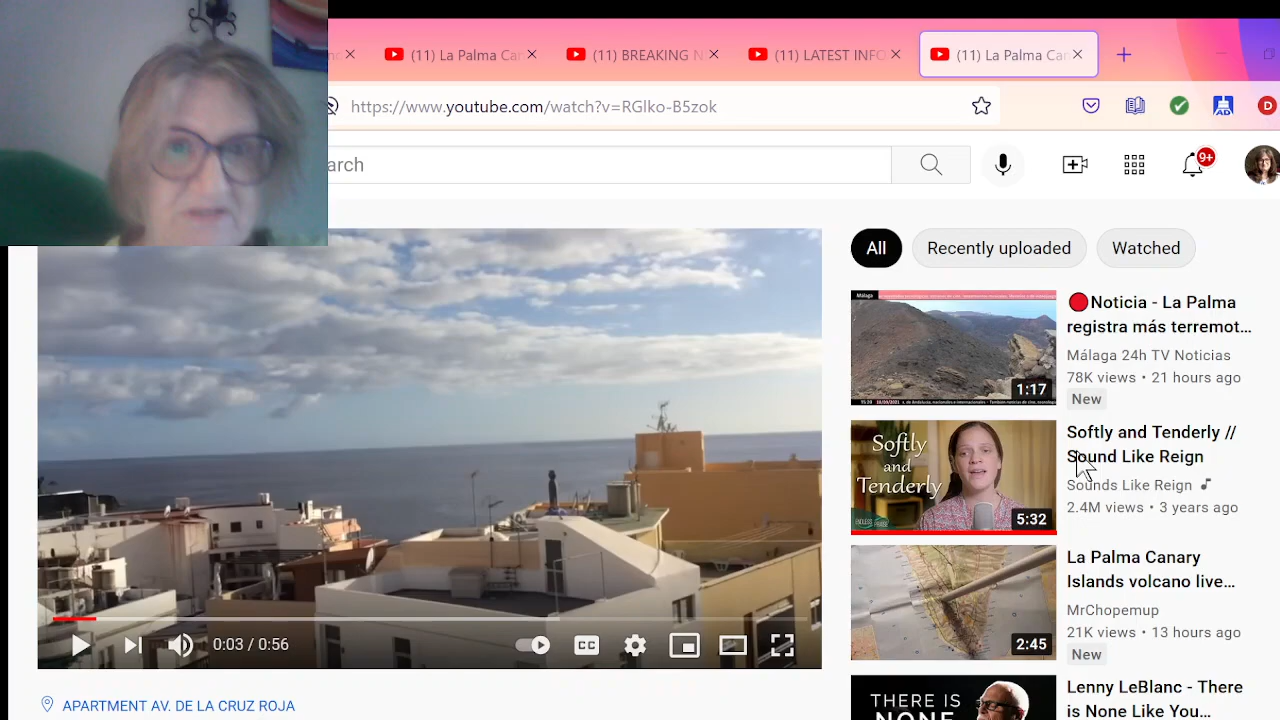 (11) La Palma Car
(11) BREAKING N
(11) LATEST INFO
(11) La Palma Car
https://www.youtube.com/watch?v=RGlko-B5zok
AD
D
arch
9+
All
Recently uploaded
Watched
Málaga
1:17
🔴Noticia - La Palma
registra más terremot...
Málaga 24h TV Noticias
78K views • 21 hours ago
New
Softly
and
Tenderly
5:32
Softly and Tenderly //
Sound Like Reign
Sounds Like Reign
2.4M views • 3 years ago
2:45
La Palma Canary
Islands volcano live...
MrChopemup
21K views • 13 hours ago
New
0:03 / 0:56
CC
APARTMENT AV. DE LA CRUZ ROJA
THERE IS
NONE
Lenny LeBlanc - There
is None Like You...